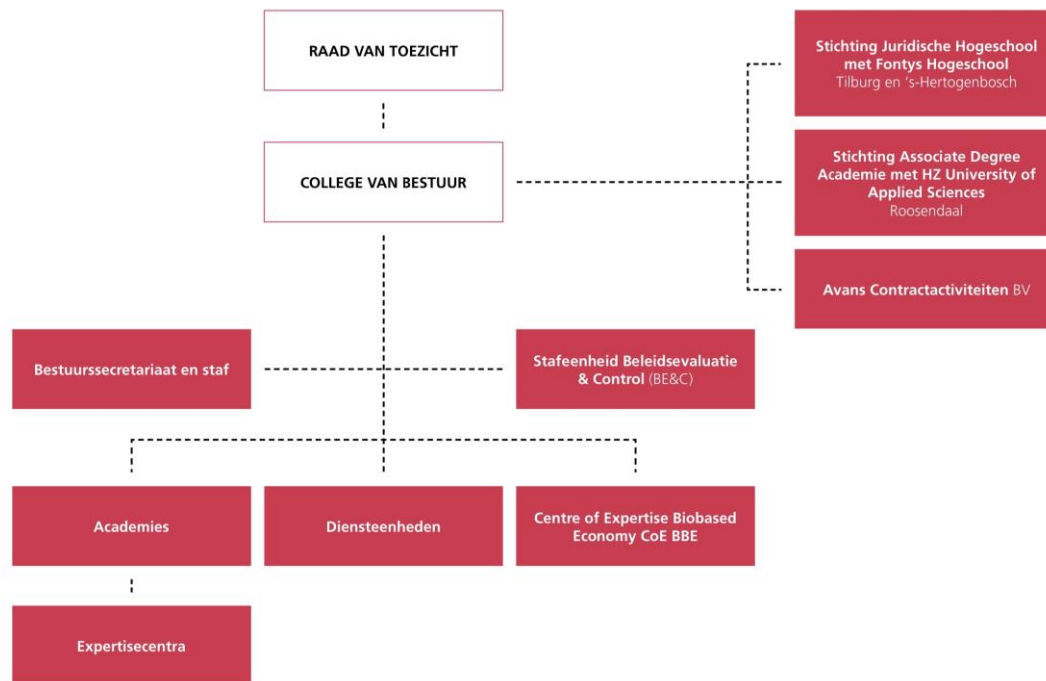 RAAD VAN TOEZICHT
Stichting Juridische Hogeschool
met Fontys Hogeschool
Tilburg en ‘s-Hertogenbosch
COLLEGE VAN BESTUUR
Stichting Associate Degree
Academie met HZ University of
Applied Sciences
Roosendaal
Avans Contractactiviteiten BV
Bestuurssecretariaat en staf
Stafeenheid Beleidsevaluatie
& Control (BE&C)
Academies
Diensteenheden
Centre of Expertise Biobased
Economy CoE BBE
Expertisecentra